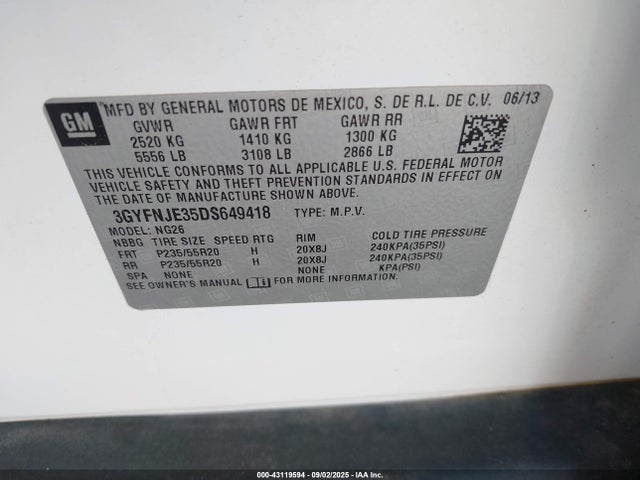 GM
MFD BY GENERAL MOTORS DE MEXICO, S. DE R.L. DE C.V. 06/13
GVWR GAWR FRT GAWR RR
2520 KG 1410 KG 1300 KG
5556 LB 3108 LB 2866 LB
THIS VEHICLE CONFORMS TO ALL APPLICABLE U.S. FEDERAL MOTOR
VEHICLE SAFETY AND THEFT PREVENTION STANDARDS IN EFFECT ON
THE DATE OF MANUFACTURE SHOWN ABOVE.
3GYFNJE35DS649418 TYPE: M.P.V.
MODEL: NG26
NBBG TIRE SIZE SPEED RTG RIM COLD TIRE PRESSURE
FRT P235/55R20 H 20X8J 240KPA(35PSI)
RR P235/55R20 H 20X8J 240KPA(35PSI)
SPA NONE NONE KPA(PSI)
SEE OWNER'S MANUAL FOR MORE INFORMATION.
000-43119594 - 09/02/2025 - IAAI.COM